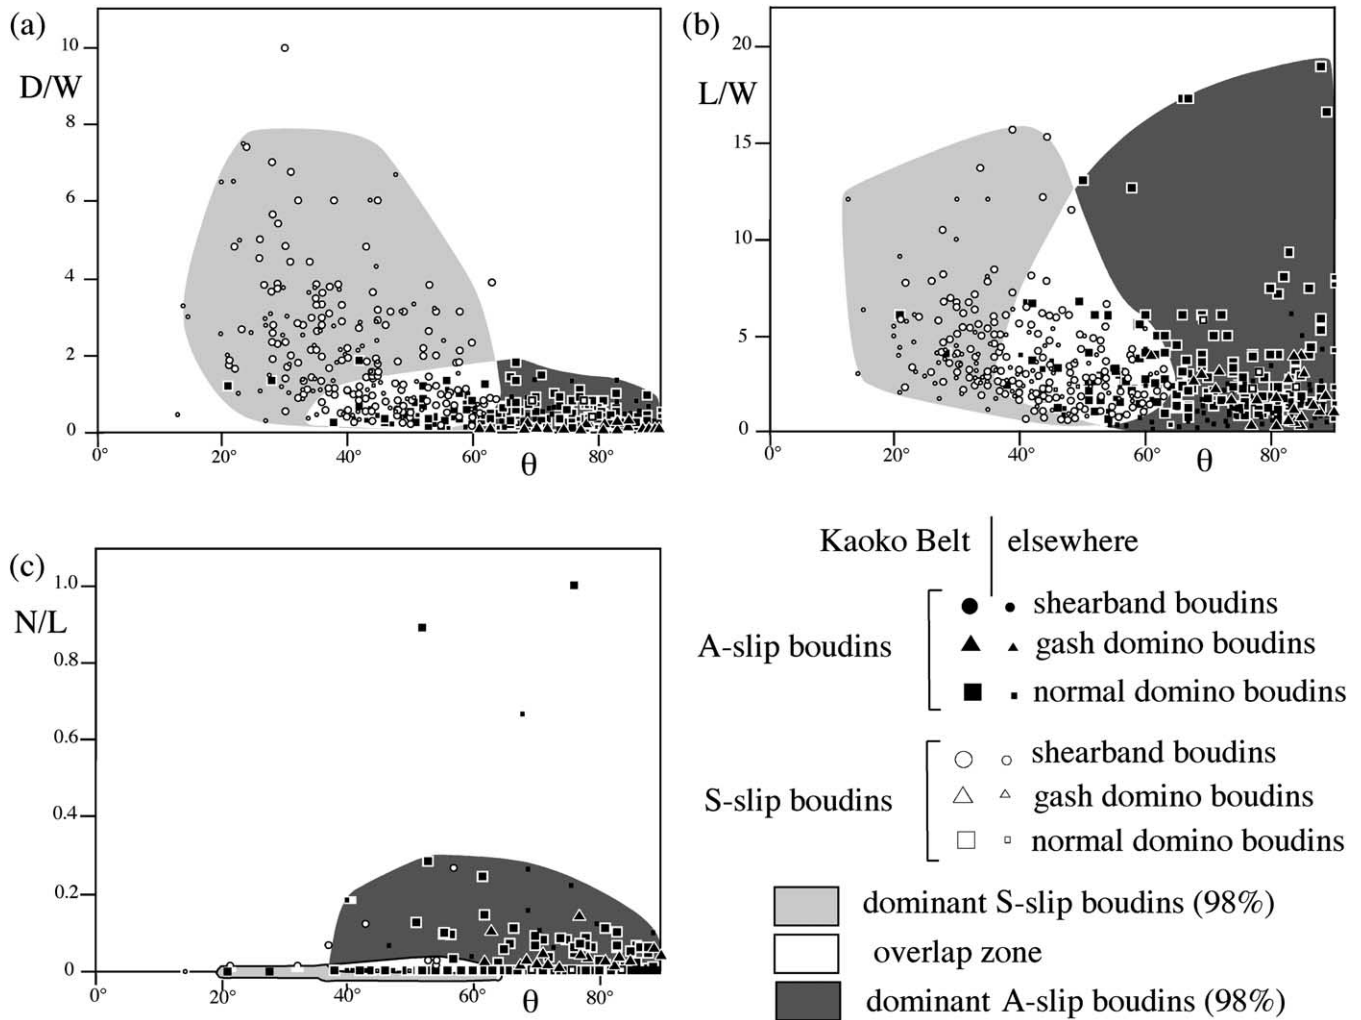 (a)
10
D/W
8
6
4
2
0
0° 20° 40° 60° θ 80°
(b)
20
L/W
15
10
5
0
0° 20° 40° 60° θ 80°
(c)
1.0
N/L
0.8
0.6
0.4
0.2
0
0° 20° 40° 60° θ 80°
Kaoko Belt elsewhere
A-slip boudins
shearband boudins
gash domino boudins
normal domino boudins
S-slip boudins
shearband boudins
gash domino boudins
normal domino boudins
dominant S-slip boudins (98%)
overlap zone
dominant A-slip boudins (98%)